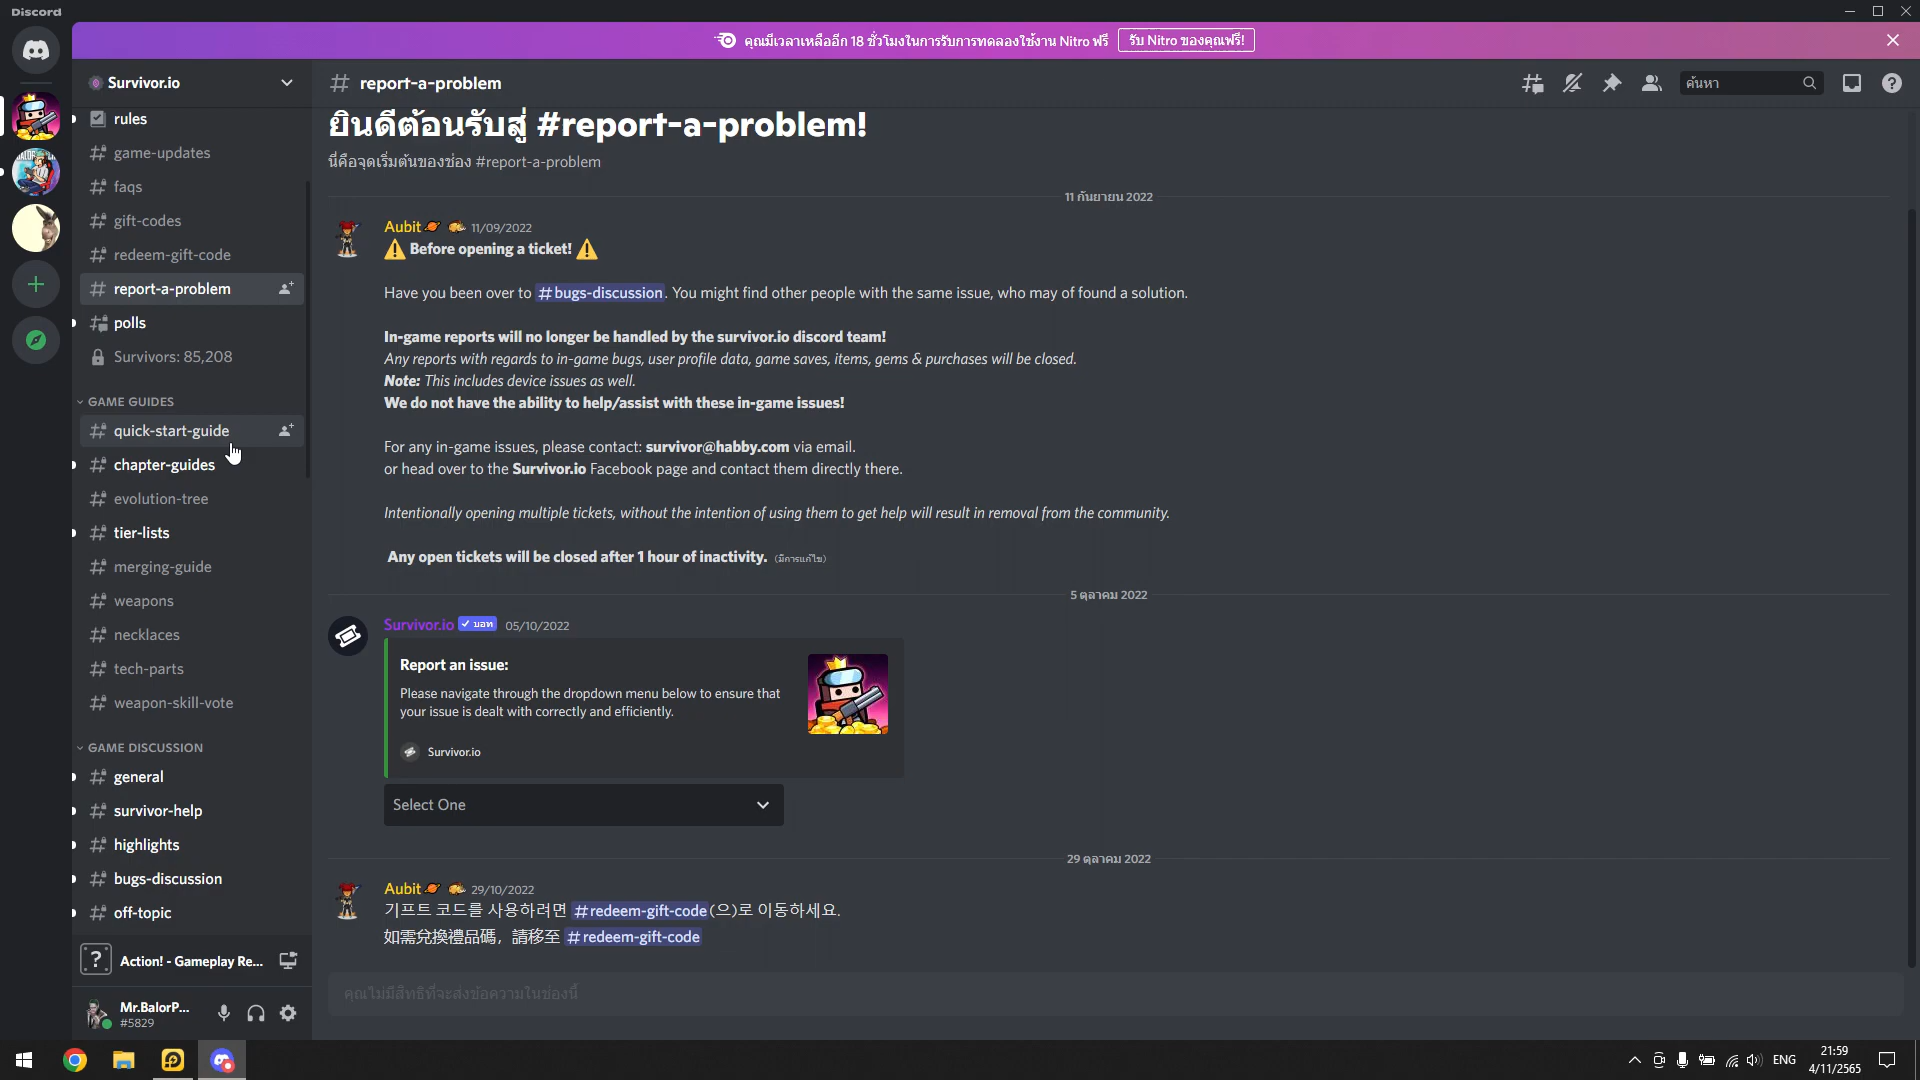 Discord
คุณมีเวลาเหลืออีก 18 ชั่วโมงในการรับการทดลองใช้งาน Nitro ฟรี
รับ Nitro ของคุณฟรี!
Survivor.io
rules
game-updates
faqs
gift-codes
redeem-gift-code
report-a-problem
polls
Survivors: 85,208
GAME GUIDES
quick-start-guide
chapter-guides
evolution-tree
tier-lists
merging-guide
weapons
necklaces
tech-parts
weapon-skill-vote
GAME DISCUSSION
general
survivor-help
highlights
bugs-discussion
off-topic
Action! - Gameplay Re...
Mr.BalorP...
#5829
report-a-problem
ค้นหา
ยินดีต้อนรับสู่ #report-a-problem!
นี่คือจุดเริ่มต้นของช่อง #report-a-problem
11 กันยายน 2022
Aubit 11/09/2022
Before opening a ticket!
Have you been over to #bugs-discussion. You might find other people with the same issue, who may of found a solution.
In-game reports will no longer be handled by the survivor.io discord team!
Any reports with regards to in-game bugs, user profile data, game saves, items, gems & purchases will be closed.
Note: This includes device issues as well.
We do not have the ability to help/assist with these in-game issues!
For any in-game issues, please contact: survivor@habby.com via email.
or head over to the Survivor.io Facebook page and contact them directly there.
Intentionally opening multiple tickets, without the intention of using them to get help will result in removal from the community.
Any open tickets will be closed after 1 hour of inactivity. (มีการแก้ไข)
5 ตุลาคม 2022
Survivor.io บอท 05/10/2022
Report an issue:
Please navigate through the dropdown menu below to ensure that
your issue is dealt with correctly and efficiently.
Survivor.io
Select One
29 ตุลาคม 2022
Aubit 29/10/2022
기프트 코드를 사용하려면 #redeem-gift-code(으)로 이동하세요.
如需兌換禮品碼，請移至 #redeem-gift-code
คุณไม่มีสิทธิ์ที่จะส่งข้อความในช่องนี้
ENG
21:59
4/11/2565